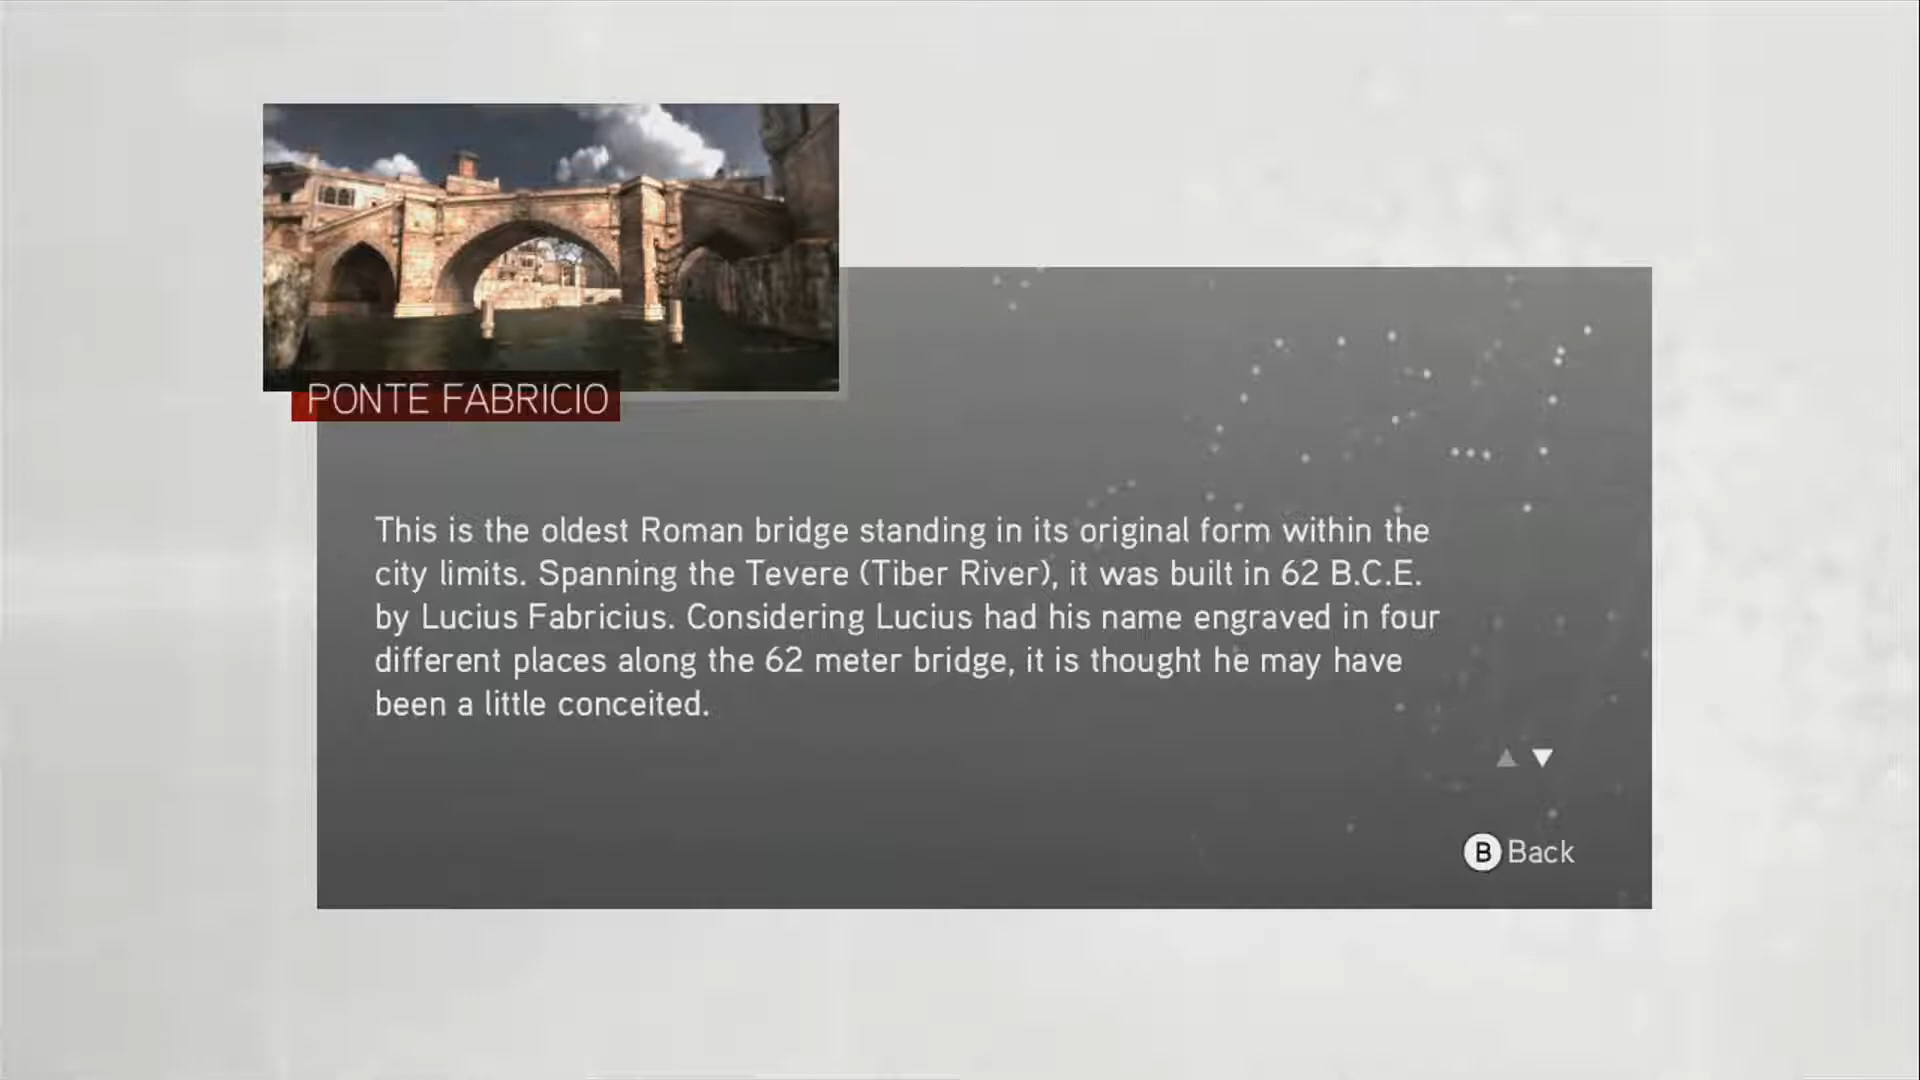 PONTE FABRICIO
This is the oldest Roman bridge standing in its original form within the
city limits. Spanning the Tevere (Tiber River), it was built in 62 B.C.E.
by Lucius Fabricius. Considering Lucius had his name engraved in four
different places along the 62 meter bridge, it is thought he may have
been a little conceited.
B Back